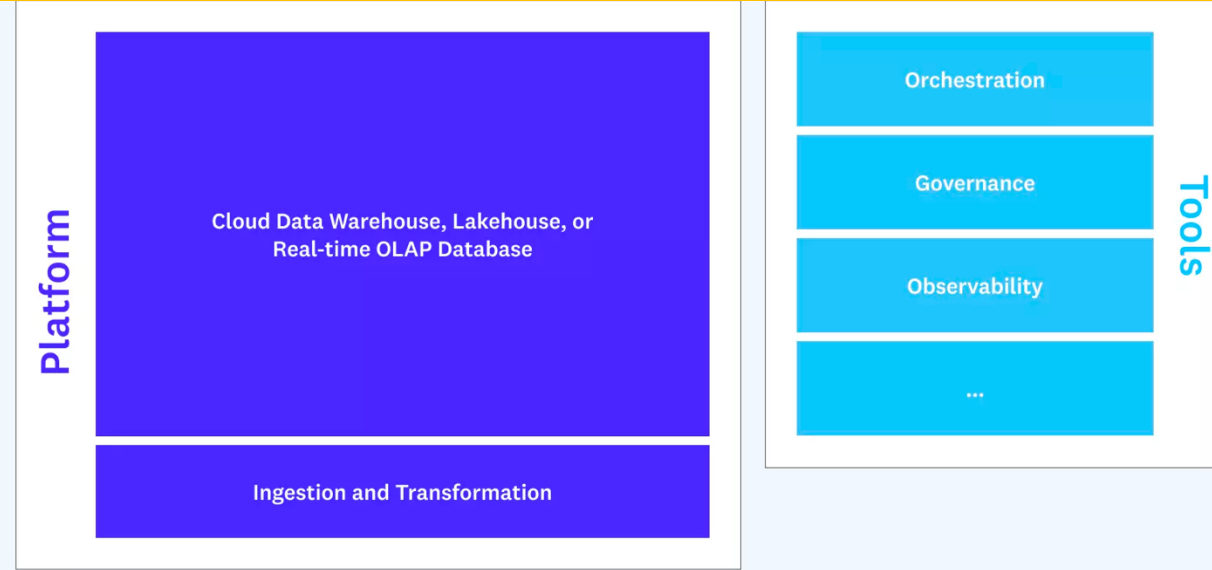 Platform
Cloud Data Warehouse, Lakehouse, or
Real-time OLAP Database
Ingestion and Transformation
Orchestration
Governance
Observability
...
Tools